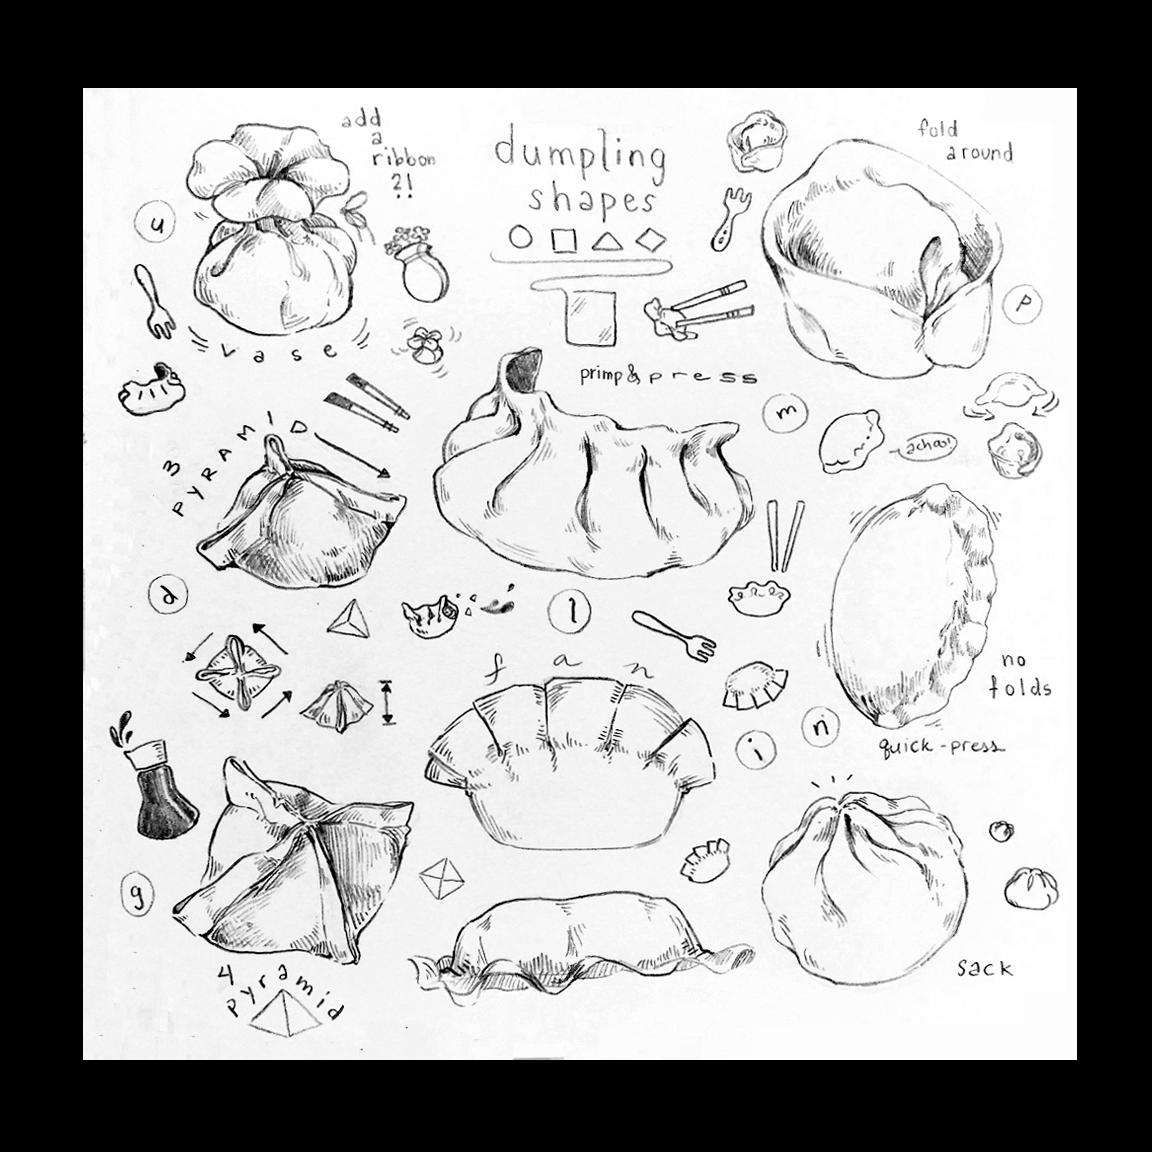 add
a
ribbon
?!
dumpling
shapes
fold
around
u
vase
p
primp & press
m
achoo!
3 PYRAMID
d
l
fan
no
folds
quick-press
i
n
g
4
pyramid
sack